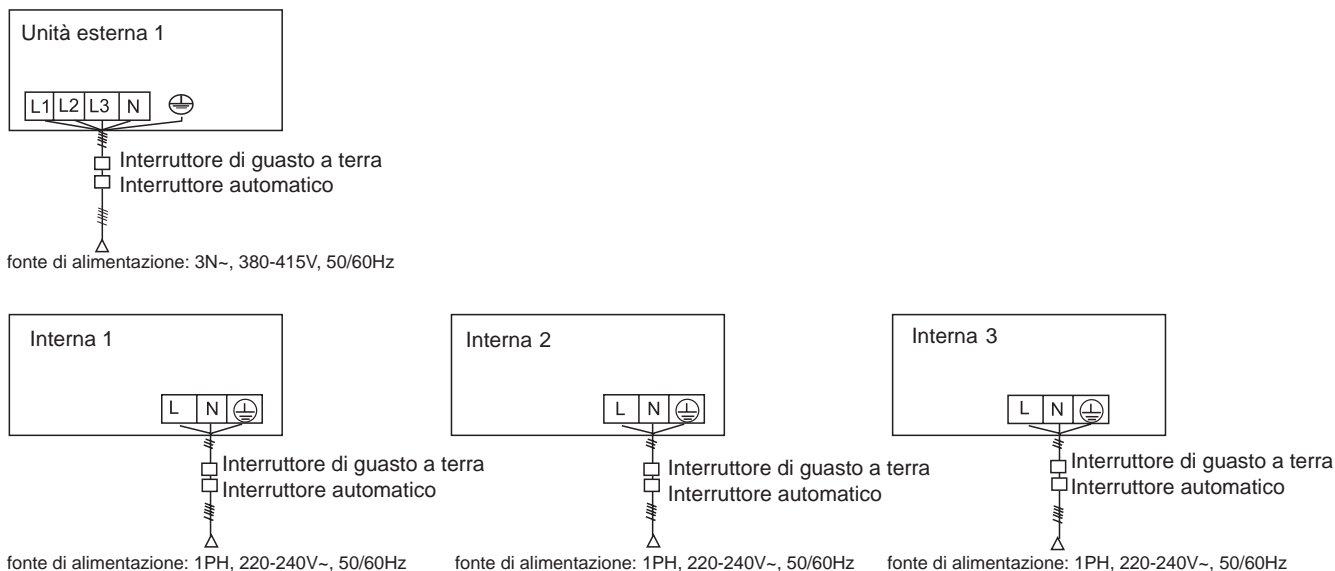 Unità esterna 1
L1 L2 L3 N
Interruttore di guasto a terra
Interruttore automatico
fonte di alimentazione: 3N~, 380-415V, 50/60Hz
Interna 1
L N
Interruttore di guasto a terra
Interruttore automatico
fonte di alimentazione: 1PH, 220-240V~, 50/60Hz
Interna 2
L N
Interruttore di guasto a terra
Interruttore automatico
fonte di alimentazione: 1PH, 220-240V~, 50/60Hz
Interna 3
L N
Interruttore di guasto a terra
Interruttore automatico
fonte di alimentazione: 1PH, 220-240V~, 50/60Hz